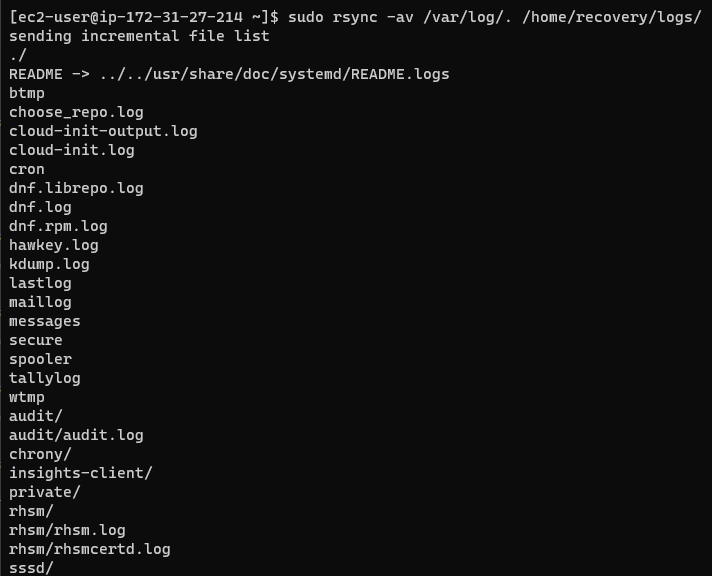 [ec2-user@ip-172-31-27-214 ~]$ sudo rsync -av /var/log/. /home/recovery/logs/
sending incremental file list
./
README -> ../../usr/share/doc/systemd/README.logs
btmp
choose_repo.log
cloud-init-output.log
cloud-init.log
cron
dnf.librepo.log
dnf.log
dnf.rpm.log
hawkey.log
kdump.log
lastlog
maillog
messages
secure
spooler
tallylog
wtmp
audit/
audit/audit.log
chrony/
insights-client/
private/
rhsm/
rhsm/rhsm.log
rhsm/rhsmcertd.log
sssd/